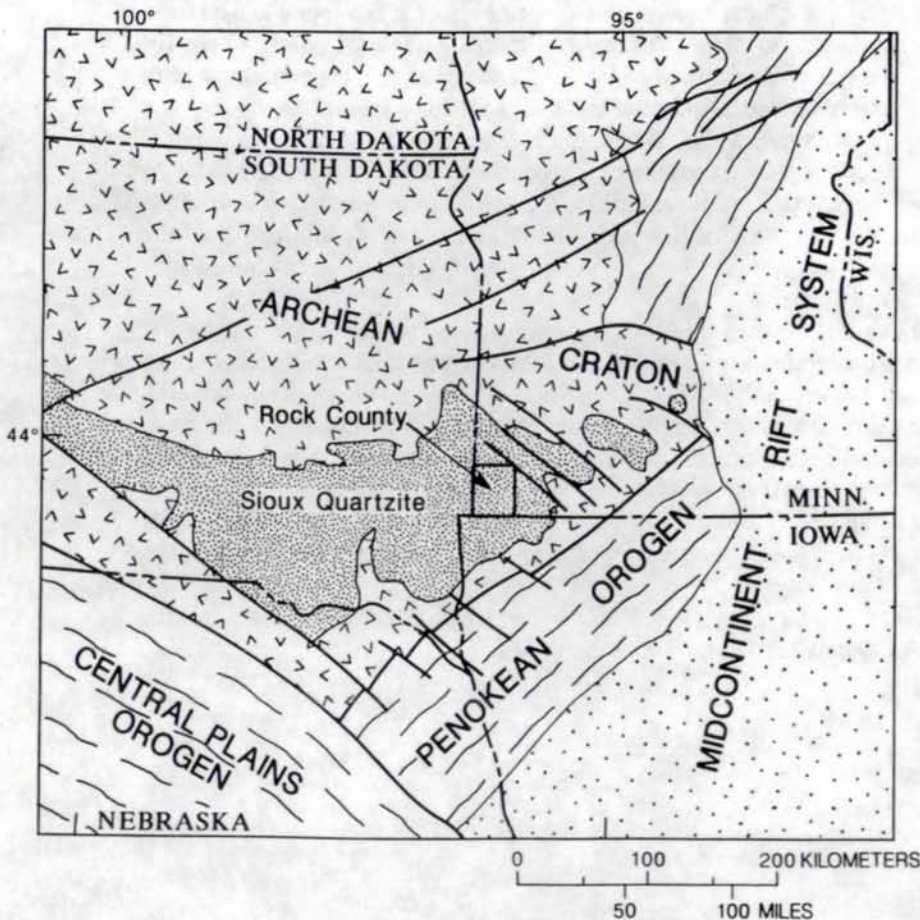 100°
95°
NORTH DAKOTA
SOUTH DAKOTA
SYSTEM
WIS.
ARCHEAN
CRATON
Rock County
44°
RIFT
Sioux Quartzite
MINN.
IOWA
OROGEN
MIDCONTINENT
PENOKEAN
CENTRAL PLAINS
OROGEN
NEBRASKA
0 100 200 KILOMETERS
50 100 MILES